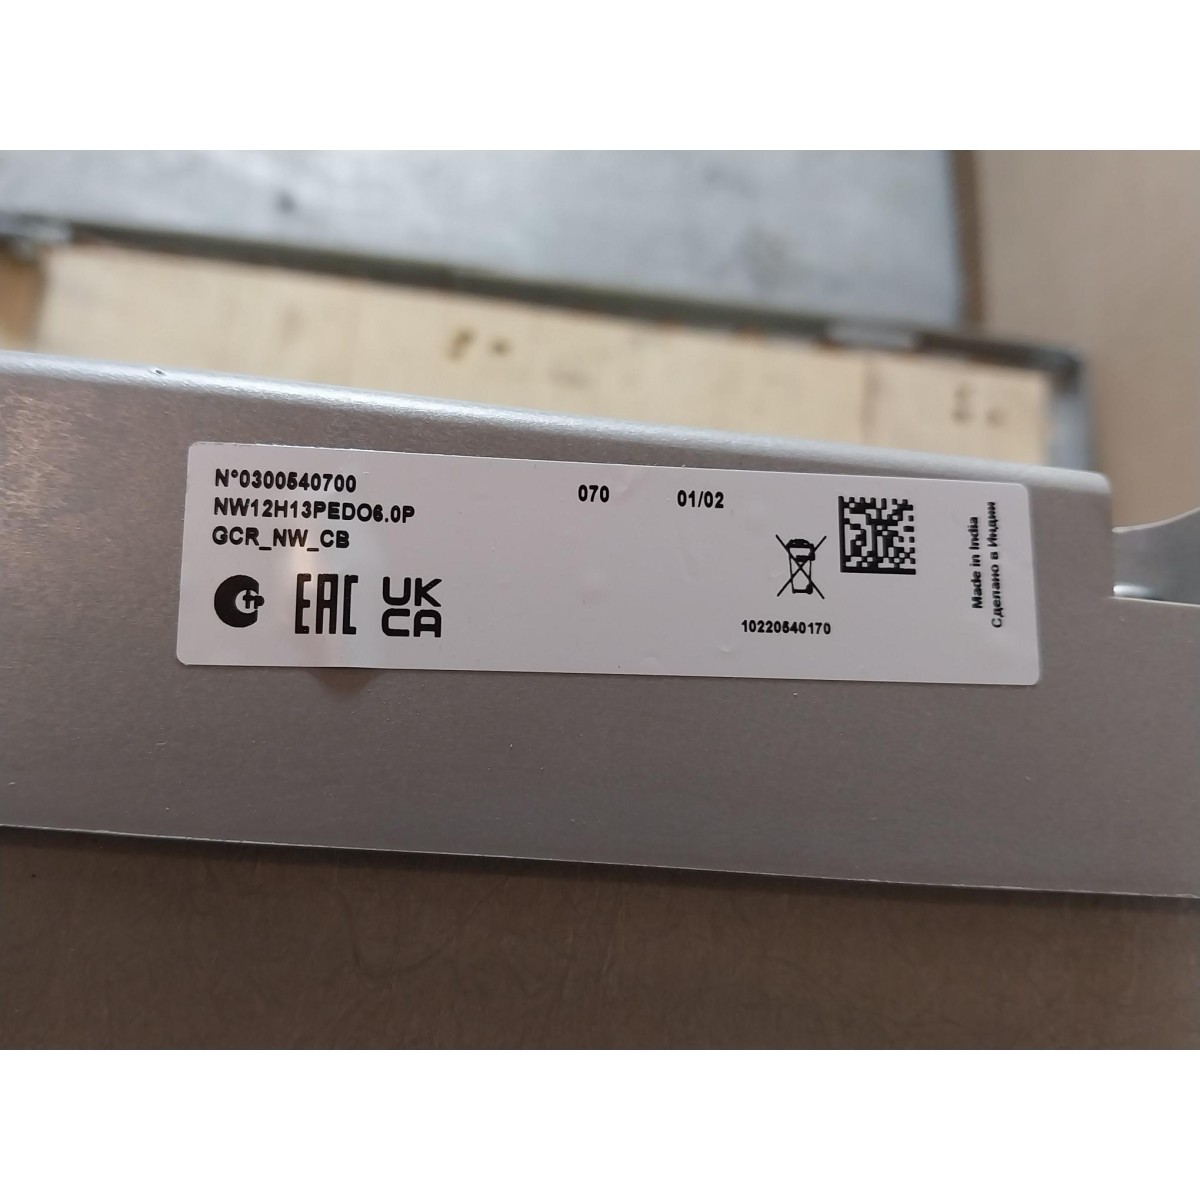 N°0300540700
NW12H13PEDO6.0P
GCR_NW_CB
070
01/02
EAC
UK
CA
10220540170
Made in India
Сделано в Индии